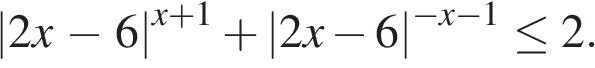 |2x − 6|^{x+1} + |2x − 6|^{−x−1} ≤ 2.